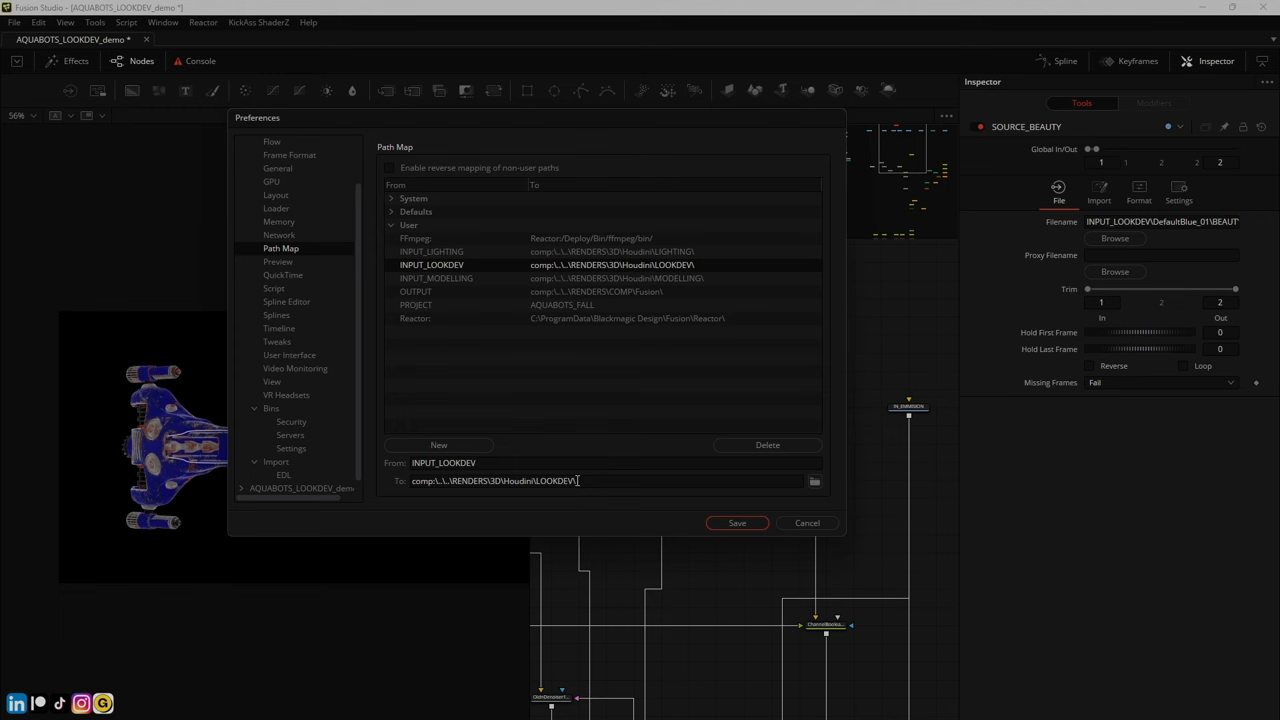 Fusion Studio - [AQUABOTS_LOOKDEV_demo *]
File Edit View Tools Script Window Reactor KickAss ShaderZ Help
AQUABOTS_LOOKDEV_demo *
Effects Nodes Console Spline Keyframes Inspector
56%
Preferences
Flow
Frame Format
General
GPU
Layout
Loader
Memory
Network
Path Map
Preview
QuickTime
Script
Spline Editor
Splines
Timeline
Tweaks
User Interface
Video Monitoring
View
VR Headsets
Bins
Security
Servers
Settings
Import
EDL
AQUABOTS_LOOKDEV_demo
Path Map
Enable reverse mapping of non-user paths
From To
System
Defaults
User
FFmpeg: Reactor:/Deploy/Bin/ffmpeg/bin/
INPUT_LIGHTING comp:\..\..\RENDERS\3D\Houdini\LIGHTING\
INPUT_LOOKDEV comp:\..\..\RENDERS\3D\Houdini\LOOKDEV\
INPUT_MODELLING comp:\..\..\RENDERS\3D\Houdini\MODELLING\
OUTPUT comp:\..\..\RENDERS\COMP\Fusion\
PROJECT AQUABOTS_FALL
Reactor: C:\ProgramData\Blackmagic Design\Fusion\Reactor\
New Delete
From: INPUT_LOOKDEV
To: comp:\..\..\RENDERS\3D\Houdini\LOOKDEV\
Save Cancel
Inspector
Tools Modifiers
SOURCE_BEAUTY
Global In/Out
1 1 2 2 2
File Import Format Settings
Filename INPUT_LOOKDEV\DefaultBlue_01\BEAUT
Browse
Proxy Filename
Browse
Trim
1 2 2
In Out
Hold First Frame 0
Hold Last Frame 0
Reverse Loop
Missing Frames Fail
IN_EMMISION
ChannelBoolea...
OidnDenoiser1...